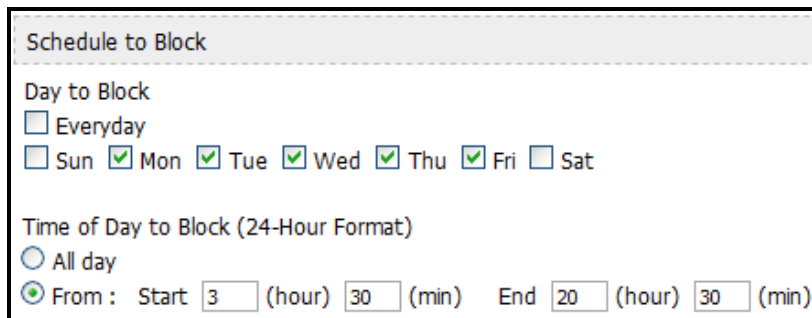 Schedule to Block
Day to Block
Everyday
Sun Mon Tue Wed Thu Fri Sat
Time of Day to Block (24-Hour Format)
All day
From : Start 3 (hour) 30 (min) End 20 (hour) 30 (min)